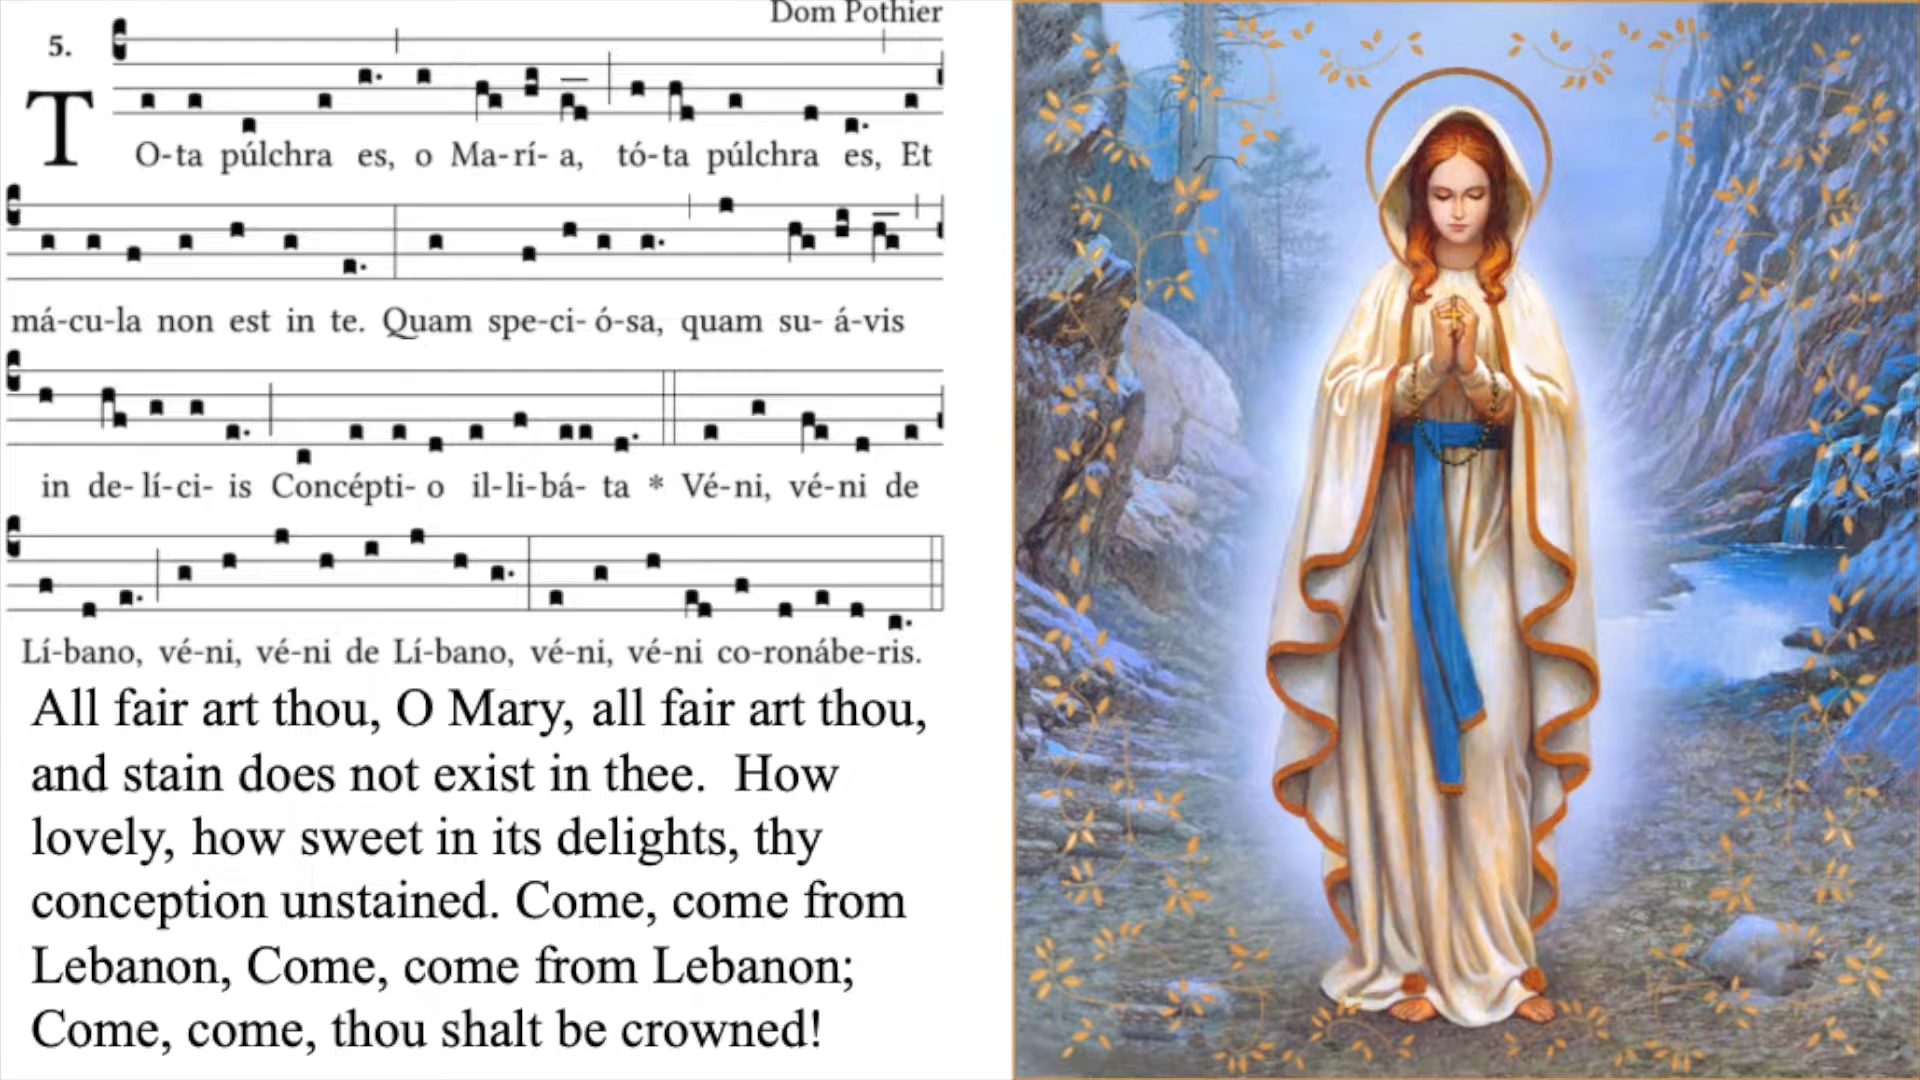 Dom Pothier
5.
TO-ta púlchra es, o Ma-rí- a, tó-ta púlchra es, Et
má-cu-la non est in te. Quam spe-ci- ó-sa, quam su- á-vis
in de-lí-ci- is Concépti- o il-li-bá- ta * Vé-ni, vé-ni de
Lí-bano, vé-ni, vé-ni de Lí-bano, vé-ni, vé-ni co-ronábe-ris.
All fair art thou, O Mary, all fair art thou,
and stain does not exist in thee. How
lovely, how sweet in its delights, thy
conception unstained. Come, come from
Lebanon, Come, come from Lebanon;
Come, come, thou shalt be crowned!